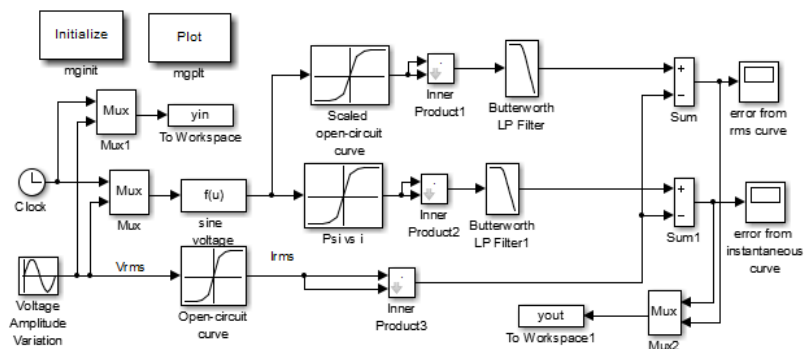 Initialize
mginit
Plot
mgplt
Mux
Mux1
yin
To Workspace
Scaled
open-circuit
curve
Inner
Product1
Butterworth
LP Filter
+
−
Sum
error from
rms curve
Clock
Mux
Mux
f(u)
sine
voltage
Psi vs i
Inner
Product2
Butterworth
LP Filter1
+
−
Sum1
error from
instantaneous
curve
Voltage
Amplitude
Variation
Vrms
Open-circuit
curve
Irms
Inner
Product3
yout
To Workspace1
Mux
Mux2